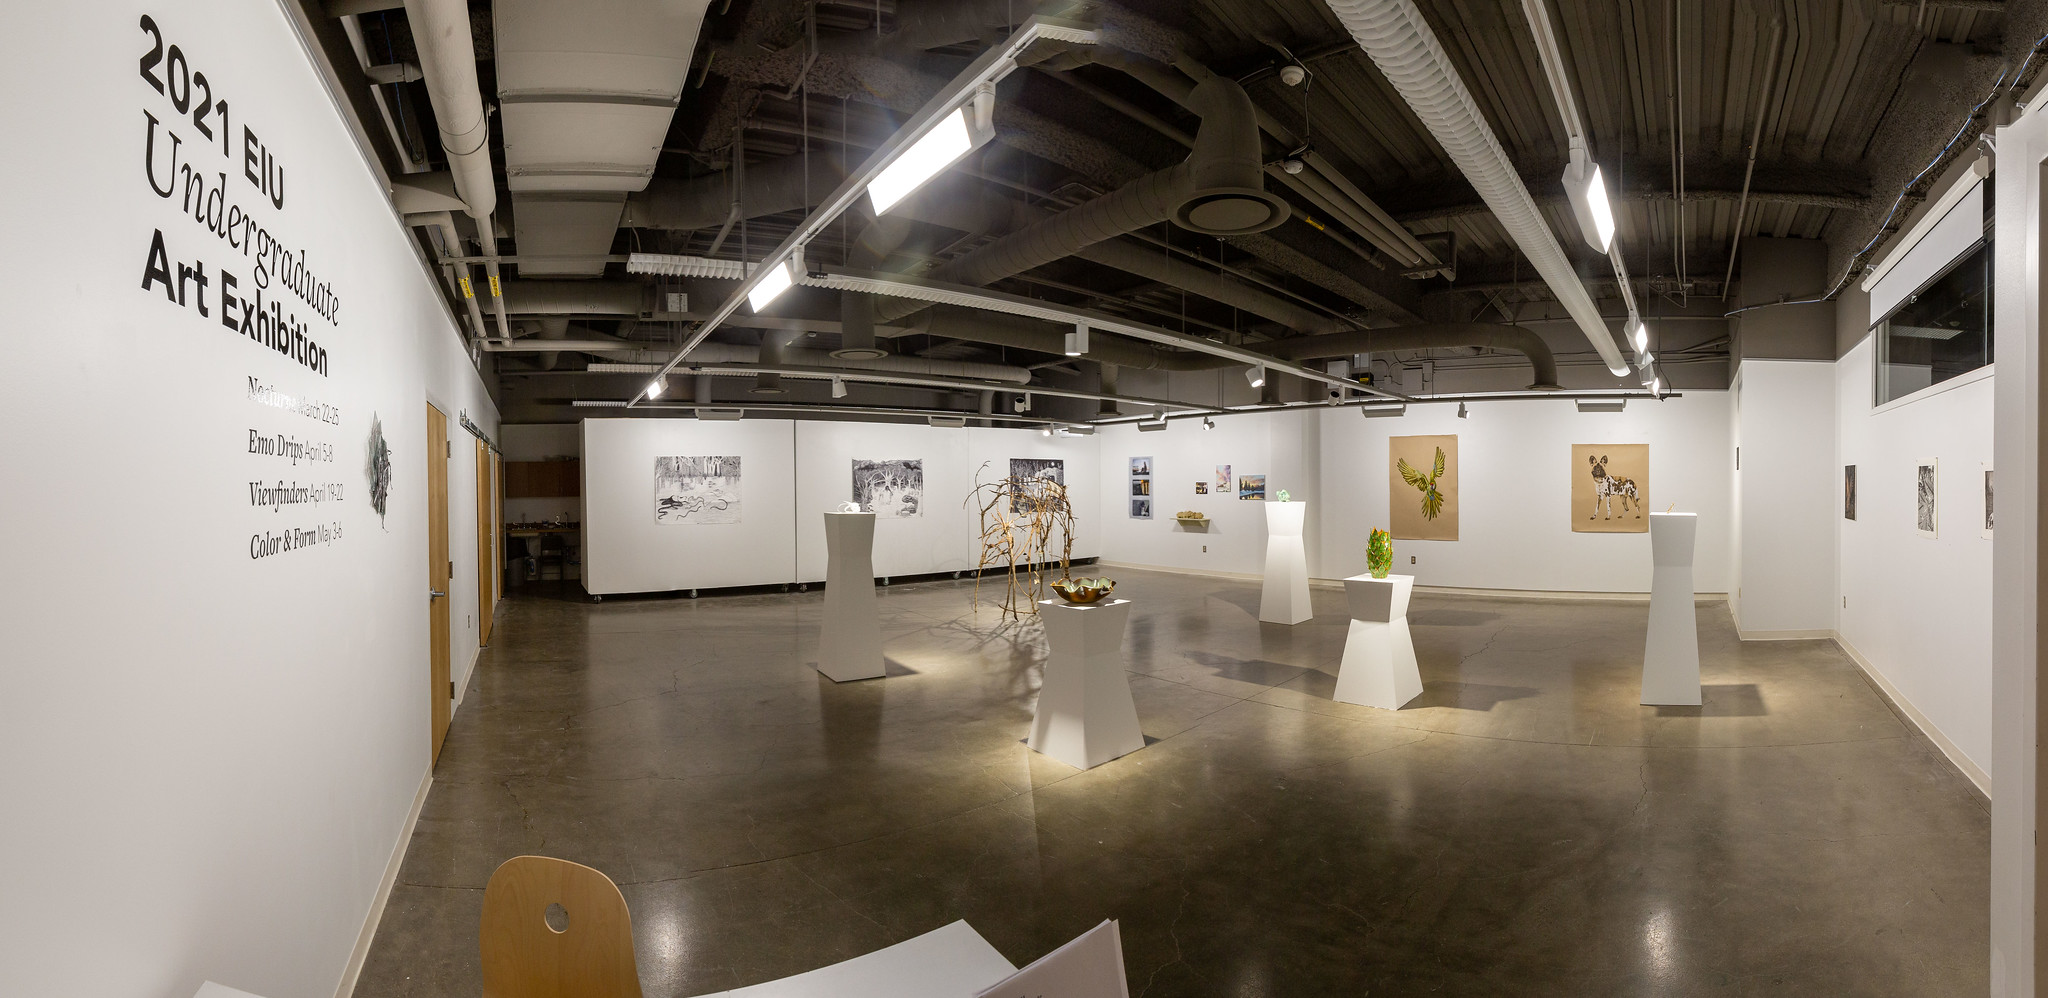 2021 EIU
Undergraduate
Art Exhibition
Nocturne March 22-25
Emo Drips April 5-8
Viewfinders April 19-22
Color & Form May 3-6